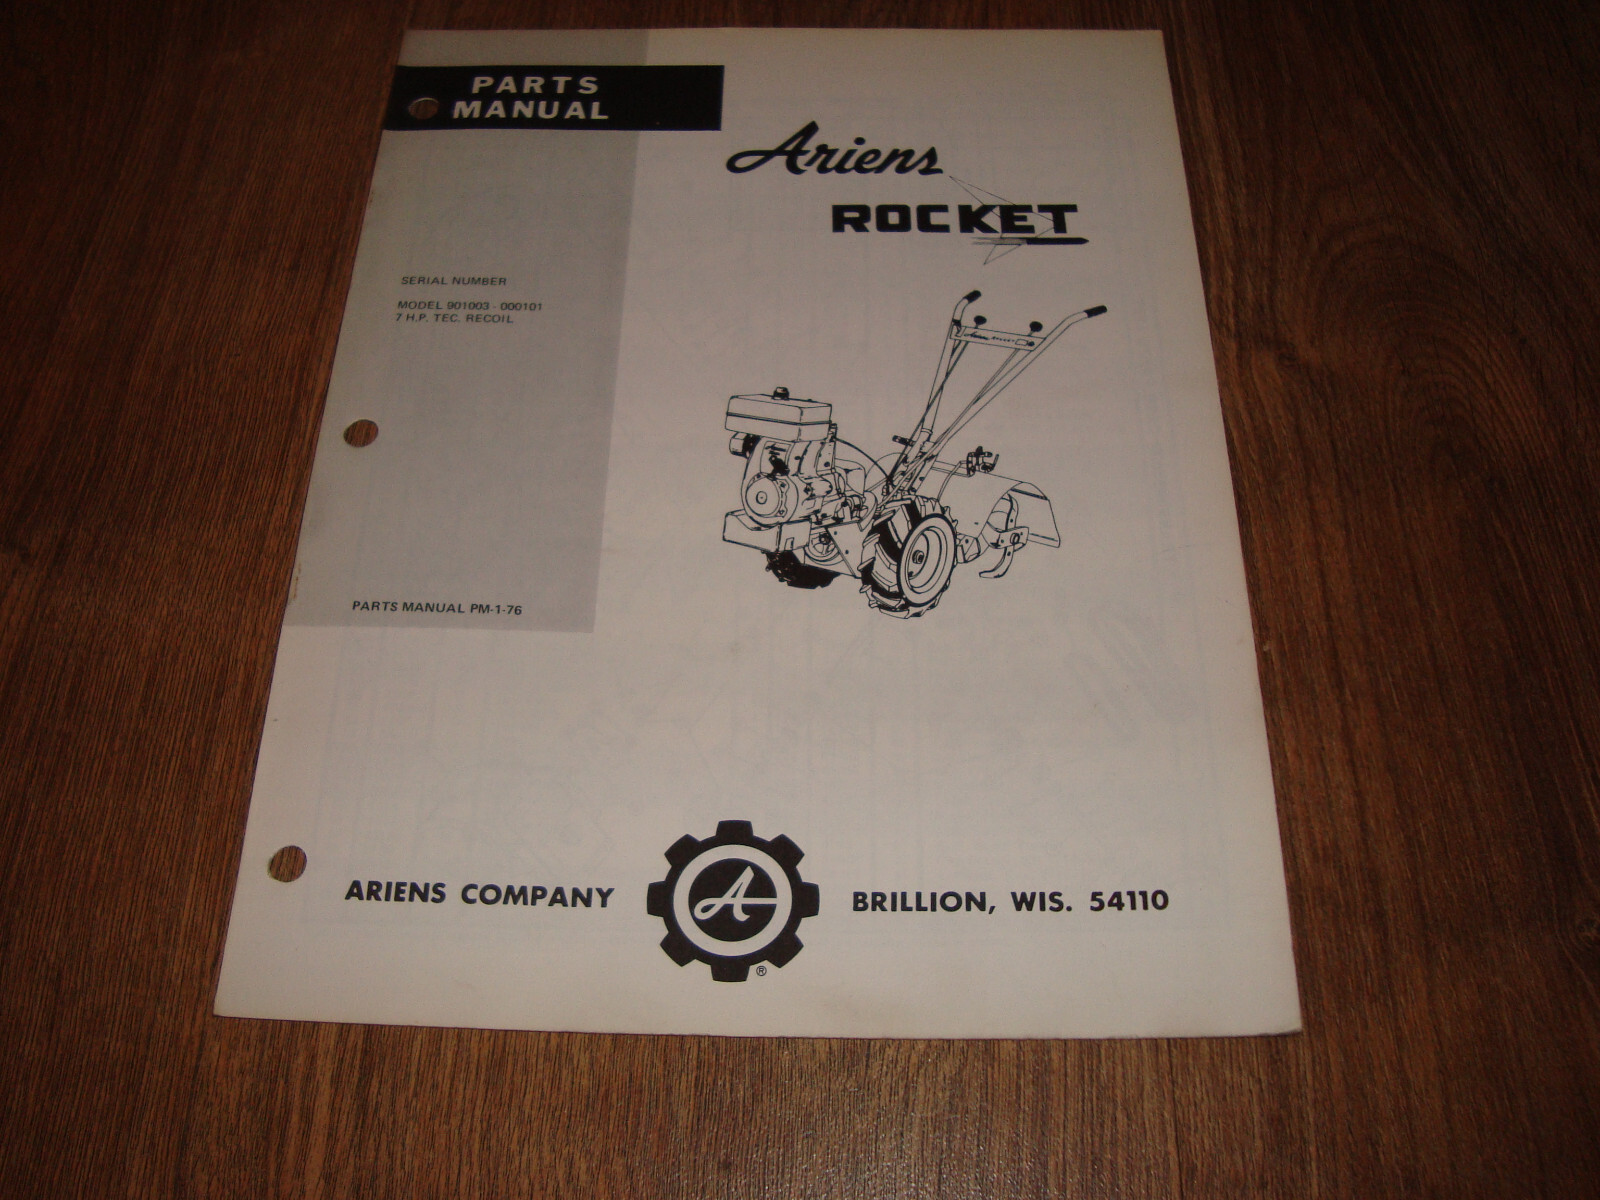 PARTS
MANUAL
Ariens
ROCKET
SERIAL NUMBER
MODEL 901003 - 000101
7 H.P. TEC. RECOIL
Ariens
PARTS MANUAL PM-1-76
ARIENS COMPANY
A
®
BRILLION, WIS. 54110